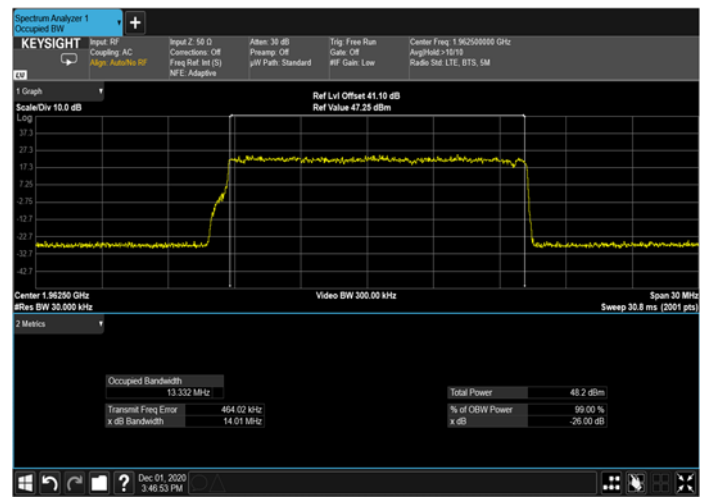 Spectrum Analyzer 1
Occupied BW
KEYSIGHT
Input: RF
Coupling: AC
Align: Auto/No RF
Input Z: 50 Ω
Corrections: Off
Freq Ref: Int (S)
NFE: Adaptive
Atten: 30 dB
Preamp: Off
µW Path: Standard
Trig: Free Run
Gate: Off
#IF Gain: Low
Center Freq: 1.962500000 GHz
Avg|Hold:>10/10
Radio Std: LTE, BTS, 5M
1 Graph
Scale/Div 10.0 dB
Ref Lvl Offset 41.10 dB
Ref Value 47.25 dBm
Log
37.3
27.3
17.3
7.25
-2.75
-12.7
-22.7
-32.7
-42.7
Center 1.96250 GHz
#Res BW 30.000 kHz
Video BW 300.00 kHz
Span 30 MHz
Sweep 30.8 ms (2001 pts)
2 Metrics
Occupied Bandwidth
13.332 MHz
Transmit Freq Error 464.02 kHz
x dB Bandwidth 14.01 MHz
Total Power 48.2 dBm
% of OBW Power 99.00 %
x dB -26.00 dB
Dec 01, 2020
3:46:53 PM